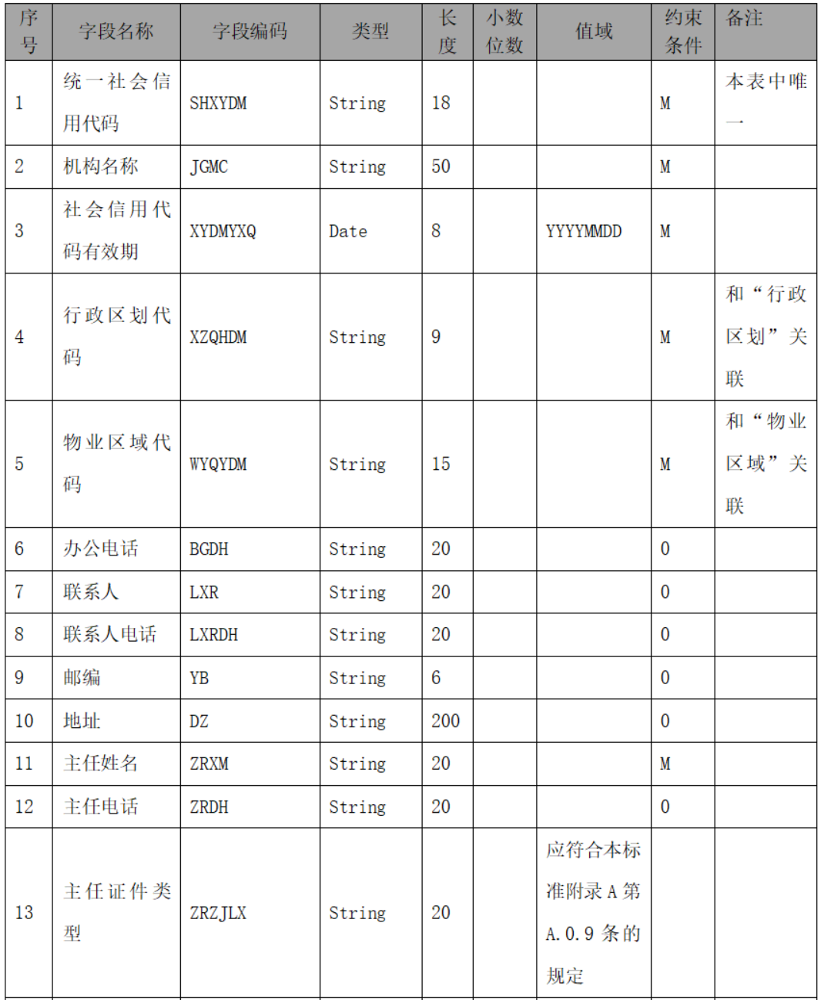 序号 字段名称 字段编码 类型 长度 小数位数 值域 约束条件 备注
1 统一社会信用代码 SHXYDM String 18 M 本表中唯一
2 机构名称 JGMC String 50 M
3 社会信用代码有效期 XYDMYXQ Date 8 YYYYMMDD M
4 行政区划代码 XZQHDM String 9 M 和“行政区划”关联
5 物业区域代码 WYQYDM String 15 M 和“物业区域”关联
6 办公电话 BGDH String 20 O
7 联系人 LXR String 20 O
8 联系人电话 LXRDH String 20 O
9 邮编 YB String 6 O
10 地址 DZ String 200 O
11 主任姓名 ZRXM String 20 M
12 主任电话 ZRDH String 20 O
13 主任证件类型 ZRZJLX String 20 应符合本标准附录 A 第 A.0.9 条的规定